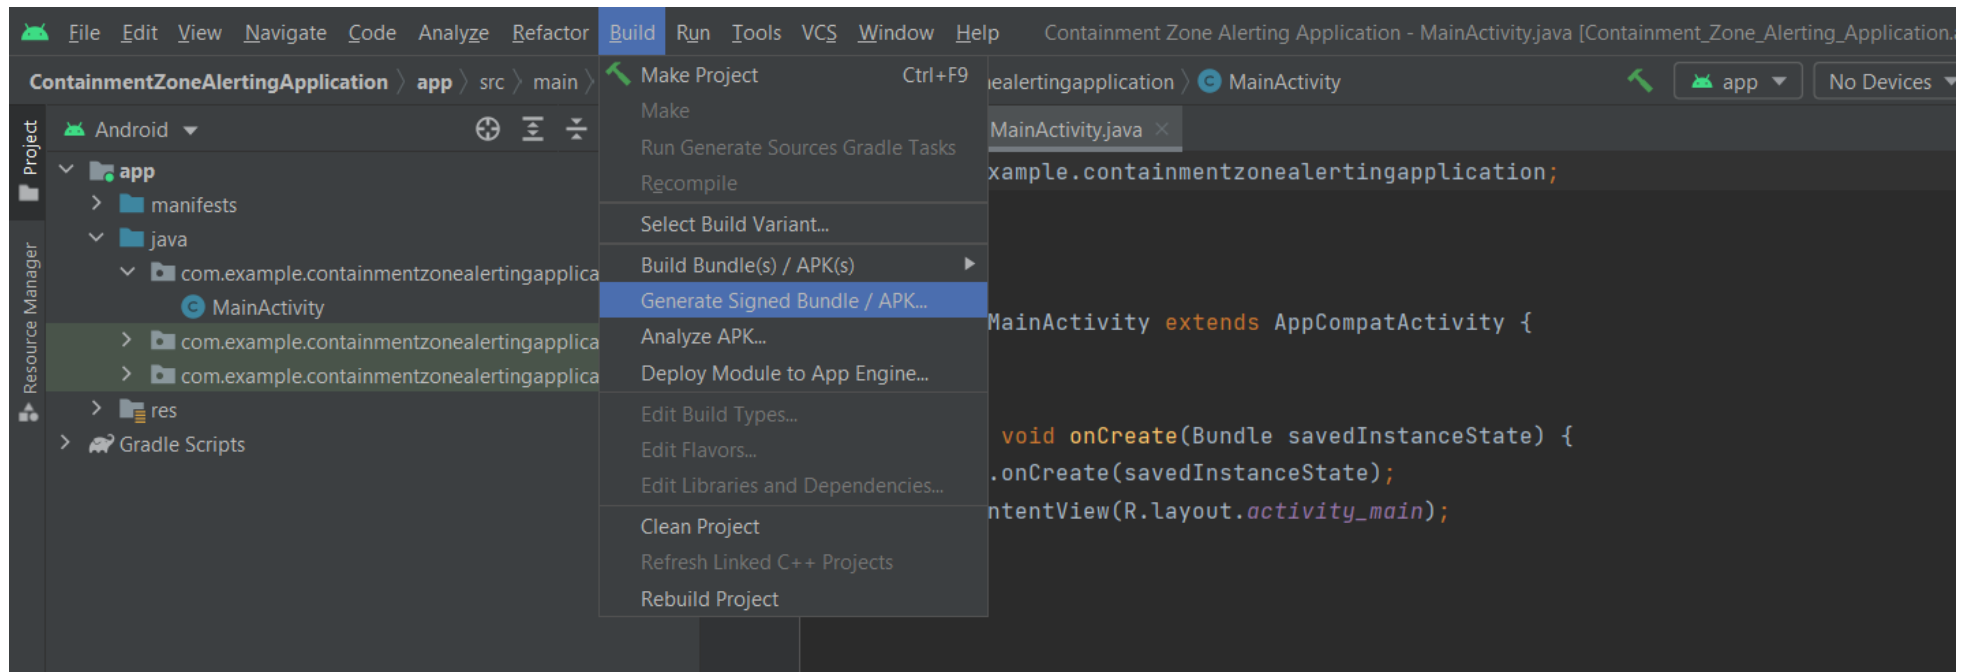 File Edit View Navigate Code Analyze Refactor Build Run Tools VCS Window Help Containment Zone Alerting Application - MainActivity.java [Containment_Zone_Alerting_Application.
ContainmentZoneAlertingApplication app src main ealertingapplication MainActivity app No Devices
Project
Resource Manager
Android
app
manifests
java
com.example.containmentzonealertingapplica
MainActivity
com.example.containmentzonealertingapplica
com.example.containmentzonealertingapplica
res
Gradle Scripts
Make Project Ctrl+F9
Make
Run Generate Sources Gradle Tasks
Recompile
Select Build Variant...
Build Bundle(s) / APK(s)
Generate Signed Bundle / APK...
Analyze APK...
Deploy Module to App Engine...
Edit Build Types...
Edit Flavors...
Edit Libraries and Dependencies...
Clean Project
Refresh Linked C++ Projects
Rebuild Project
MainActivity.java
xample.containmentzonealertingapplication;
MainActivity extends AppCompatActivity {
void onCreate(Bundle savedInstanceState) {
.onCreate(savedInstanceState);
ntentView(R.layout.activity_main);